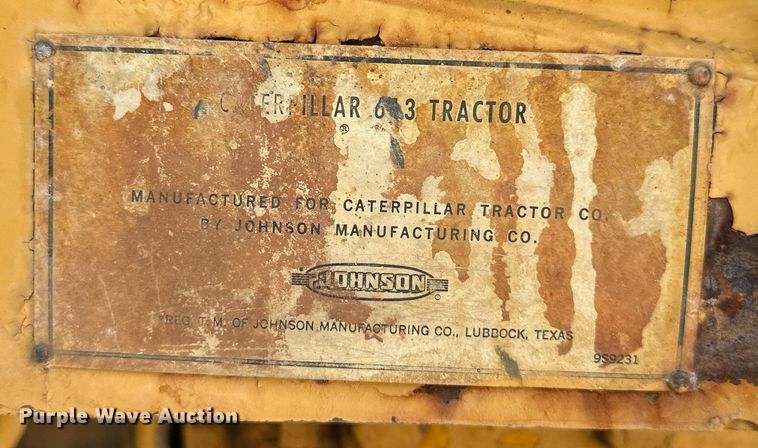 CATERPILLAR 613 TRACTOR
®
MANUFACTURED FOR CATERPILLAR TRACTOR CO.
BY JOHNSON MANUFACTURING CO.
JOHNSON
®
REG. T.M. OF JOHNSON MANUFACTURING CO., LUBBOCK, TEXAS
9S9231
Purple Wave Auction